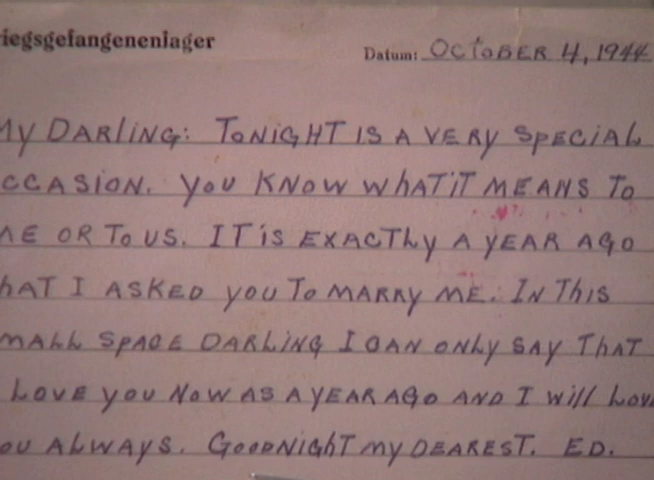 iegsgefangenenlager Datum: OCTOBER 4, 1944
My DARLING: TONIGHT IS A VERY SPECIAL
CCASION. YOU KNOW WHAT IT MEANS TO
ME OR TO US. IT IS EXACTLY A YEAR AGO
HAT I ASKED YOU TO MARRY ME. IN THIS
MALL SPACE DARLING I CAN ONLY SAY THAT
LOVE YOU NOW AS A YEAR AGO AND I WILL LOV
OU ALWAYS. GOODNIGHT MY DEAREST. ED.